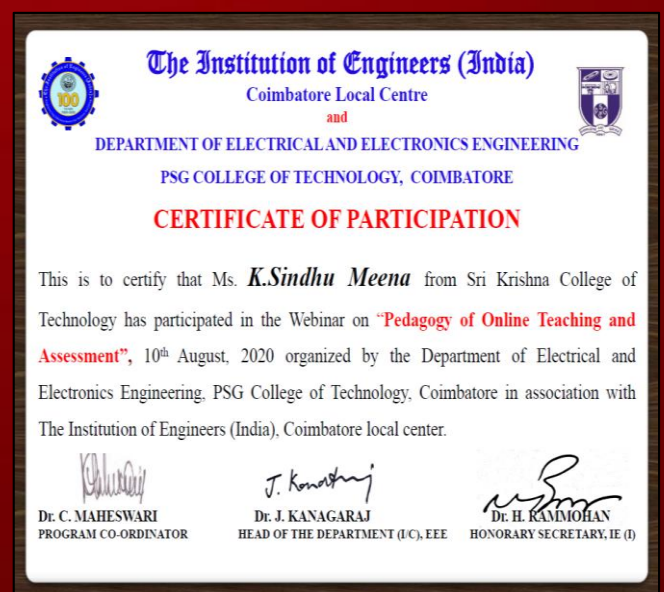 The Institution of Engineers (India)
Coimbatore Local Centre
and
DEPARTMENT OF ELECTRICAL AND ELECTRONICS ENGINEERING
PSG COLLEGE OF TECHNOLOGY, COIMBATORE
CERTIFICATE OF PARTICIPATION
This is to certify that Ms. K.Sindhu Meena from Sri Krishna College of
Technology has participated in the Webinar on “Pedagogy of Online Teaching and
Assessment”, 10th August, 2020 organized by the Department of Electrical and
Electronics Engineering, PSG College of Technology, Coimbatore in association with
The Institution of Engineers (India), Coimbatore local center.
J. Kanagaraj
Dr. C. MAHESWARI
PROGRAM CO-ORDINATOR
Dr. J. KANAGARAJ
HEAD OF THE DEPARTMENT (I/C), EEE
Dr. H. RAMMOHAN
HONORARY SECRETARY, IE (I)
100